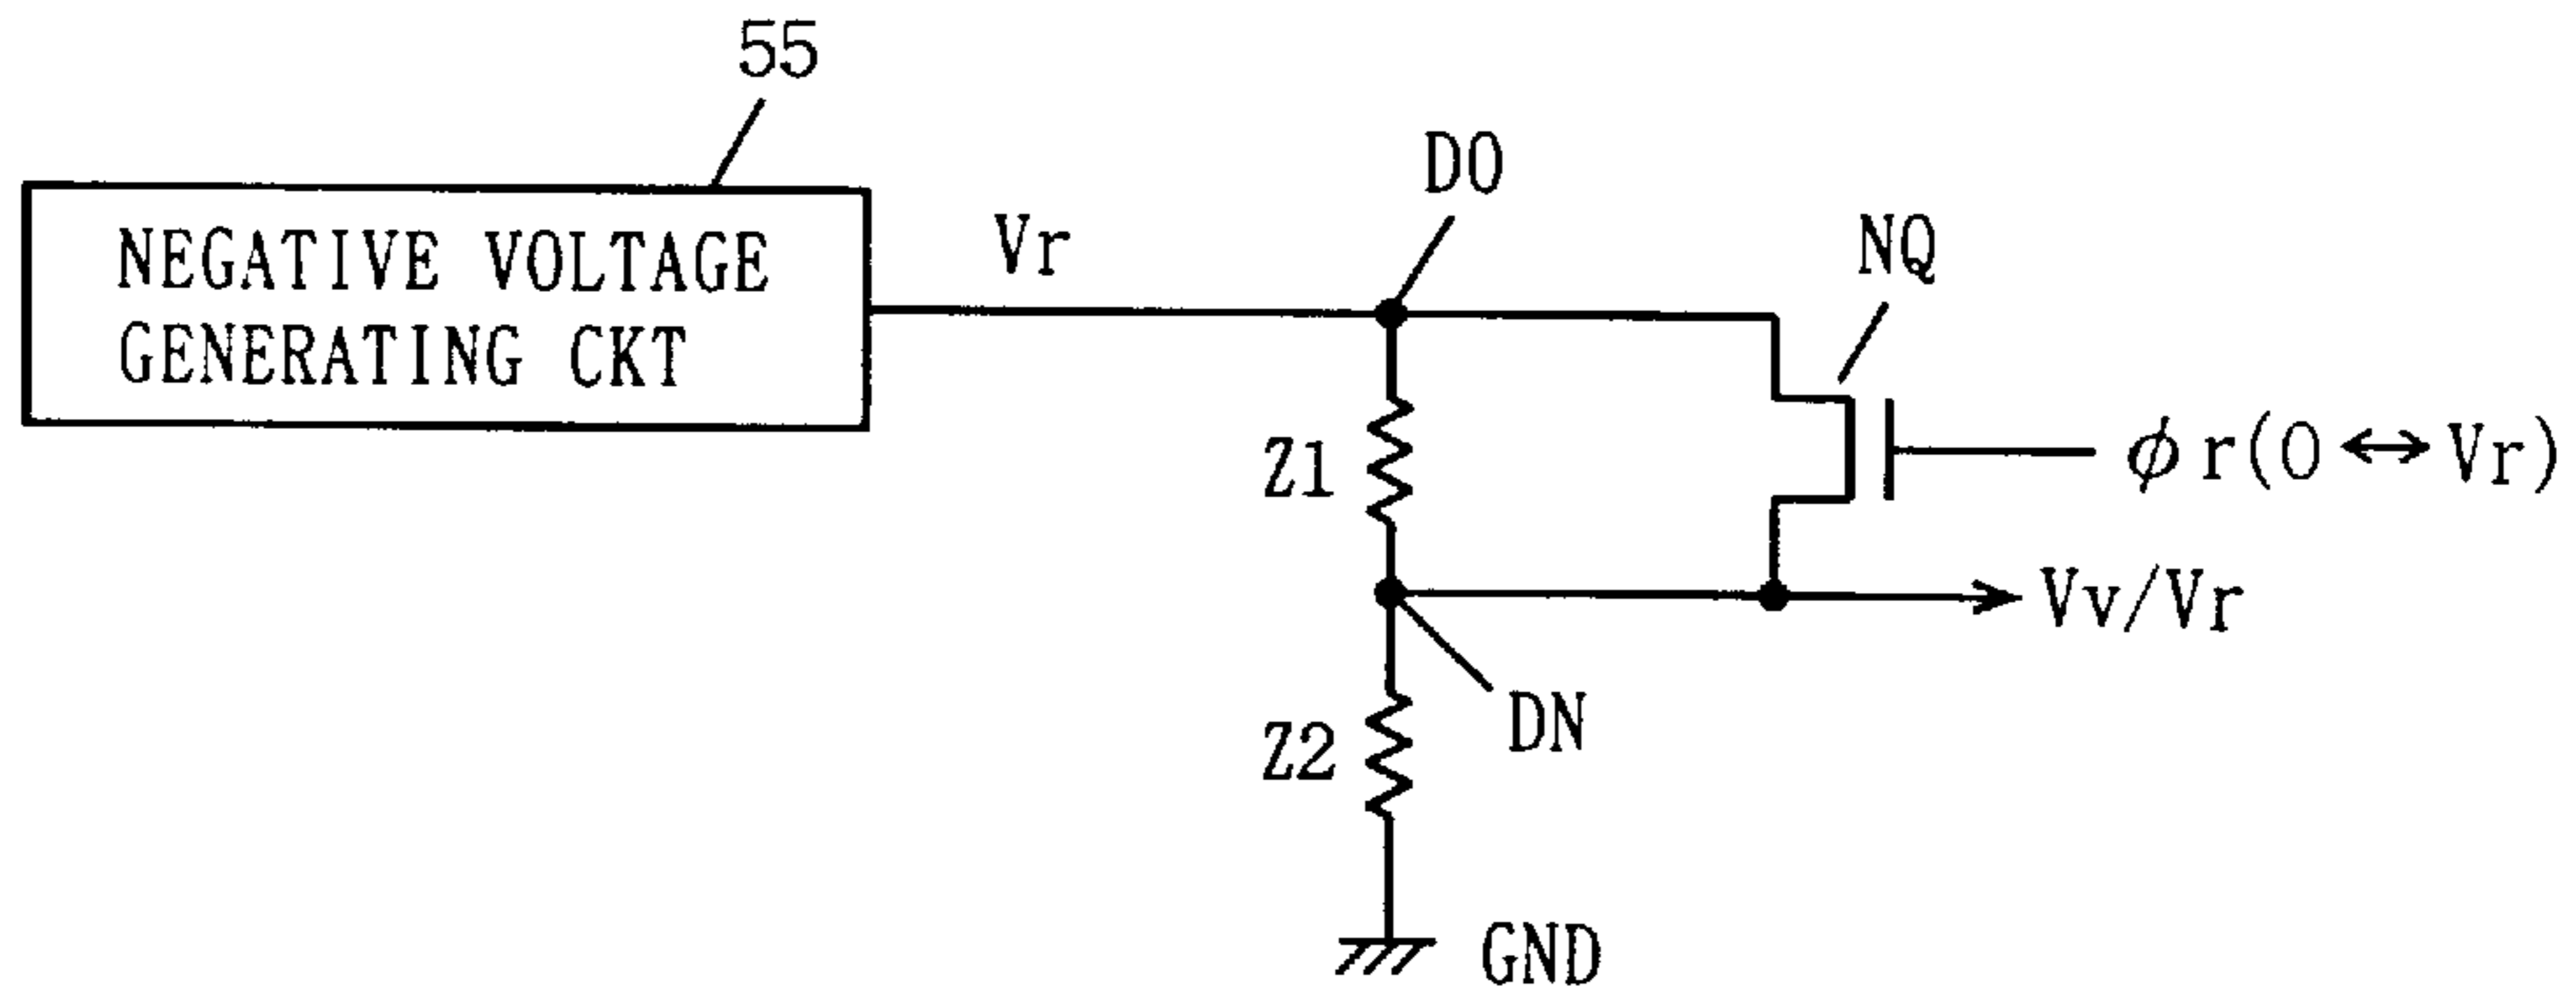 55
NEGATIVE VOLTAGE
GENERATING CKT
Vr
DO
NQ
Z1
φr(0↔Vr)
Vv/Vr
DN
Z2
GND